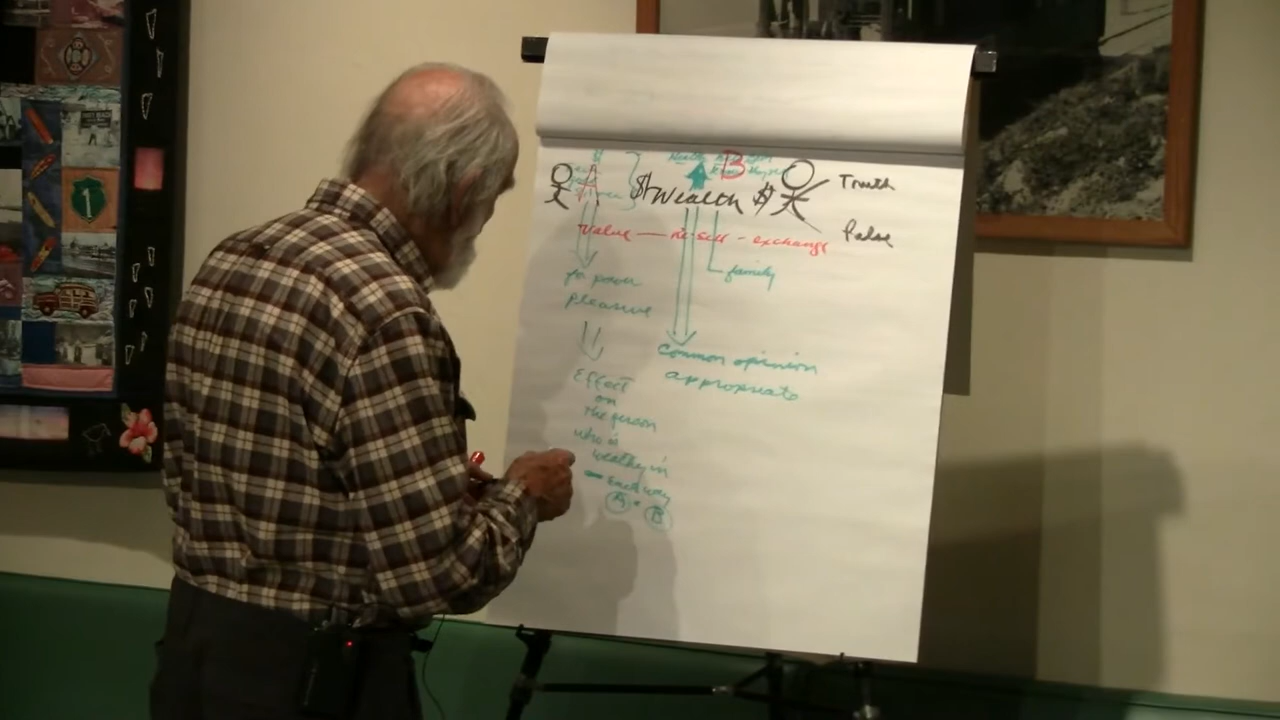 A
B
$ Wealth $
Truth
False
Value — re-sell - exchange
for power
pleasure
family
Common opinion
appropriate
Effect
on
the person
who is
wealthy in
each way
A + B